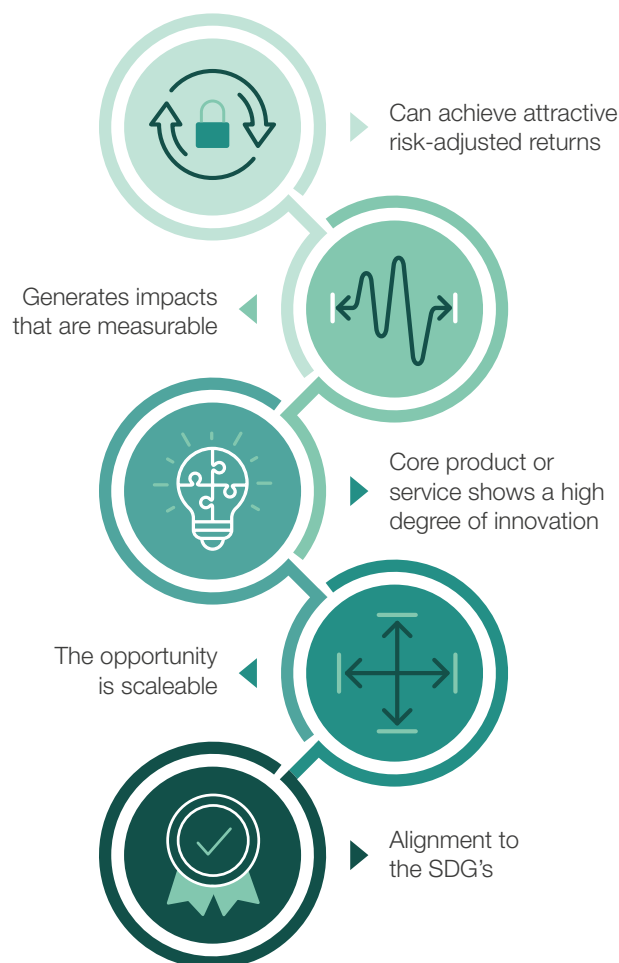 Can achieve attractive
risk-adjusted returns
Generates impacts
that are measurable
Core product or
service shows a high
degree of innovation
The opportunity
is scaleable
Alignment to
the SDG's